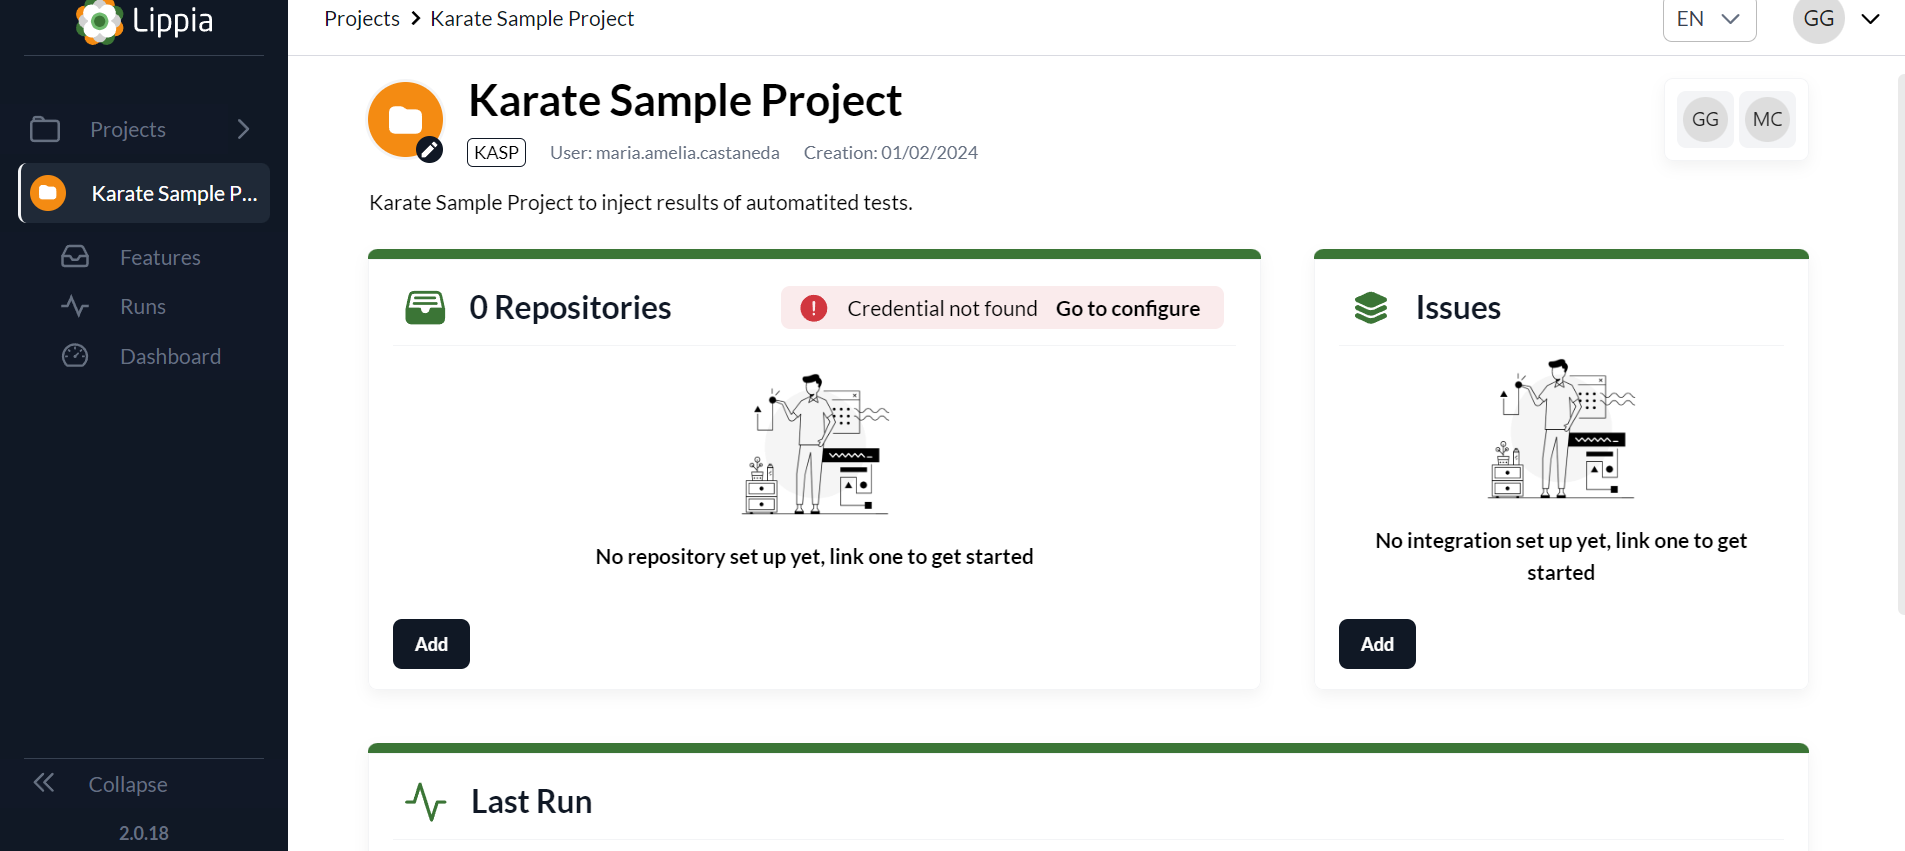 Lippia
Projects > Karate Sample Project
EN
GG
Projects
Karate Sample P...
Features
Runs
Dashboard
Collapse
2.0.18
Karate Sample Project
KASP User: maria.amelia.castaneda Creation: 01/02/2024
GG MC
Karate Sample Project to inject results of automatited tests.
0 Repositories
Credential not found Go to configure
No repository set up yet, link one to get started
Add
Issues
No integration set up yet, link one to get
started
Add
Last Run